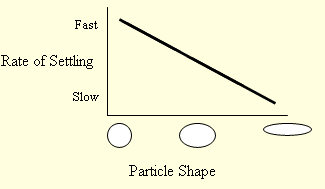 Fast
Rate of Settling
Slow
Particle Shape